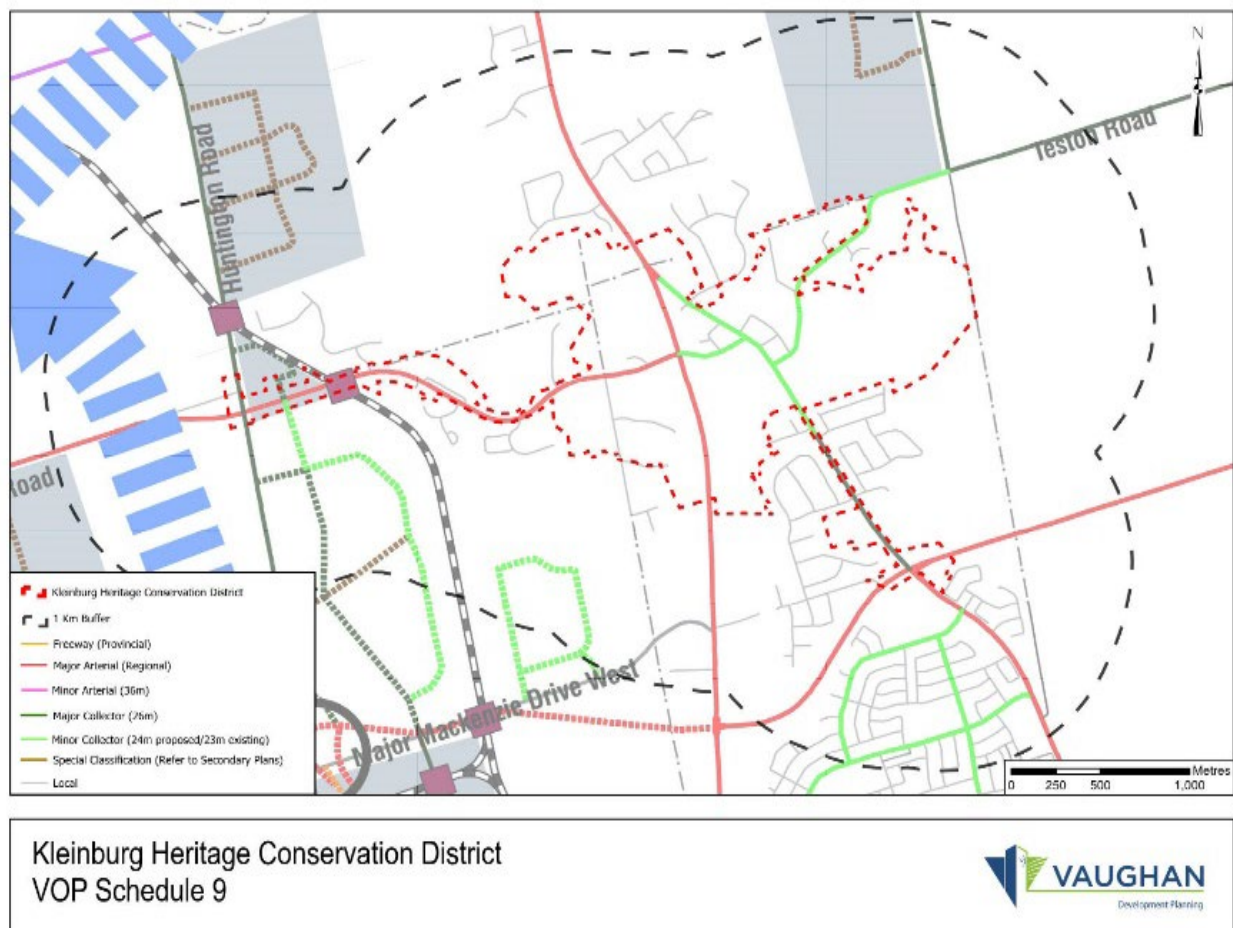 N
Teston Road
Huntington Road
Road
Major Mackenzie Drive West
Kleinburg Heritage Conservation District
1 Km Buffer
Freeway (Provincial)
Major Arterial (Regional)
Minor Arterial (36m)
Major Collector (26m)
Minor Collector (24m proposed/23m existing)
Special Classification (Refer to Secondary Plans)
Local
Metres
0 250 500 1,000
Kleinburg Heritage Conservation District
VOP Schedule 9
VAUGHAN
Development Planning